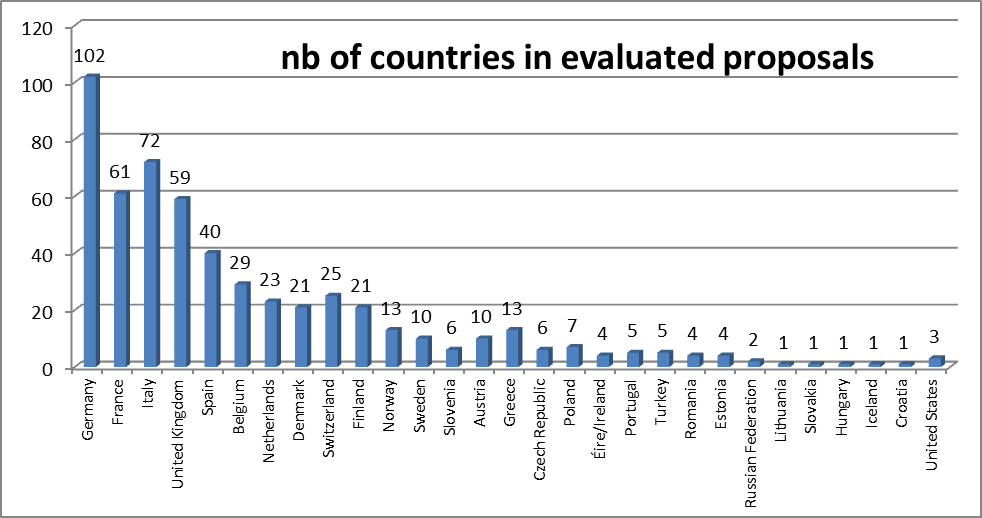 nb of countries in evaluated proposals
120
100
80
60
40
20
0
102
61
72
59
40
29
23
21
25
21
13
10
6
10
13
6
7
4
5
5
4
4
2
1
1
1
1
1
3
Germany
France
Italy
United Kingdom
Spain
Belgium
Netherlands
Denmark
Switzerland
Finland
Norway
Sweden
Slovenia
Austria
Greece
Czech Republic
Poland
Éire/Ireland
Portugal
Turkey
Romania
Estonia
Russian Federation
Lithuania
Slovakia
Hungary
Iceland
Croatia
United States